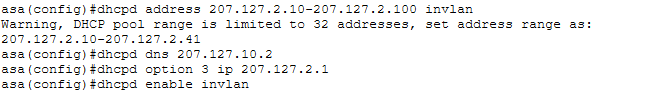 asa(config)#dhcpd address 207.127.2.10-207.127.2.100 invlan
Warning, DHCP pool range is limited to 32 addresses, set address range as:
207.127.2.10-207.127.2.41
asa(config)#dhcpd dns 207.127.10.2
asa(config)#dhcpd option 3 ip 207.127.2.1
asa(config)#dhcpd enable invlan